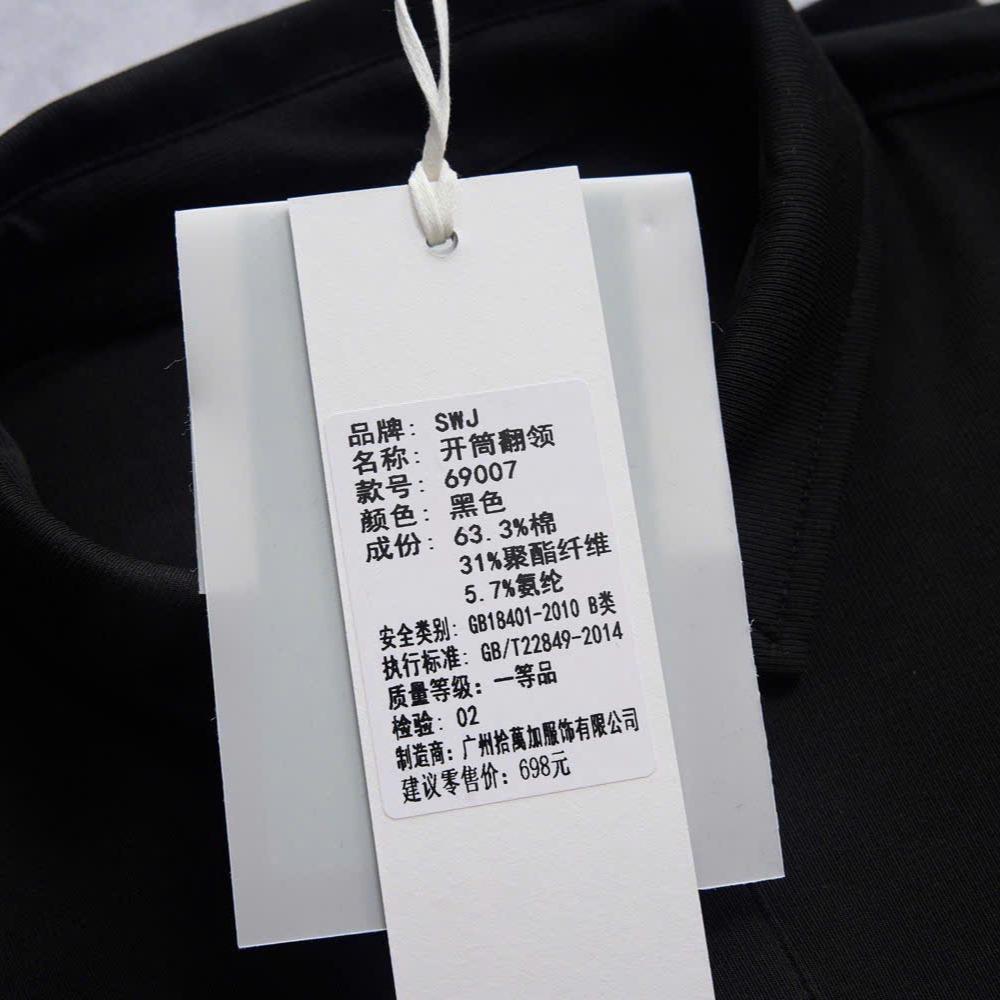 品牌: SWJ
名称: 开筒翻领
款号: 69007
颜色: 黑色
成份: 63.3%棉
31%聚酯纤维
5.7%氨纶
安全类别: GB18401-2010 B类
执行标准: GB/T22849-2014
质量等级: 一等品
检验: 02
制造商: 广州拾萬加服饰有限公司
建议零售价: 698元